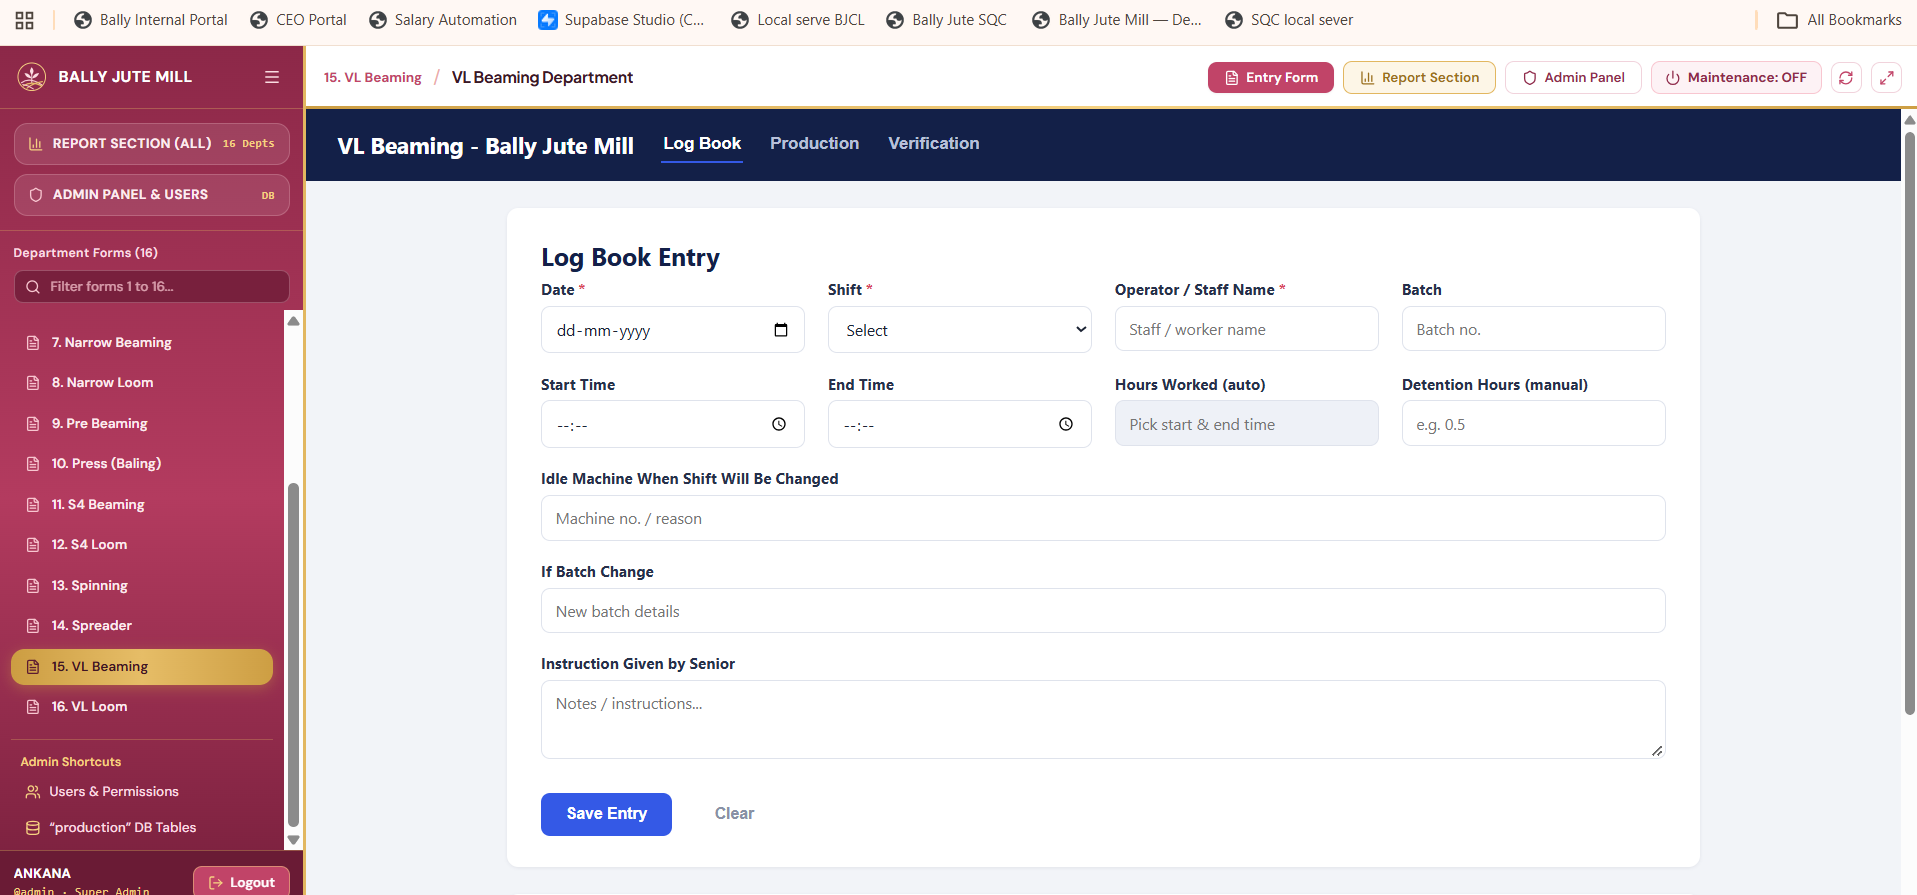 Bally Internal Portal
CEO Portal
Salary Automation
Supabase Studio (C...
Local serve BJCL
Bally Jute SQC
Bally Jute Mill — De...
SQC local sever
All Bookmarks
BALLY JUTE MILL
15. VL Beaming / VL Beaming Department
Entry Form
Report Section
Admin Panel
Maintenance: OFF
REPORT SECTION (ALL) 16 Depts
ADMIN PANEL & USERS DB
Department Forms (16)
Filter forms 1 to 16...
7. Narrow Beaming
8. Narrow Loom
9. Pre Beaming
10. Press (Baling)
11. S4 Beaming
12. S4 Loom
13. Spinning
14. Spreader
15. VL Beaming
16. VL Loom
Admin Shortcuts
Users & Permissions
“production” DB Tables
ANKANA
@admin · Super Admin
Logout
VL Beaming - Bally Jute Mill
Log Book
Production
Verification
Log Book Entry
Date *
Shift *
Operator / Staff Name *
Batch
dd-mm-yyyy
Select
Staff / worker name
Batch no.
Start Time
End Time
Hours Worked (auto)
Detention Hours (manual)
--:--
--:--
Pick start & end time
e.g. 0.5
Idle Machine When Shift Will Be Changed
Machine no. / reason
If Batch Change
New batch details
Instruction Given by Senior
Notes / instructions...
Save Entry
Clear